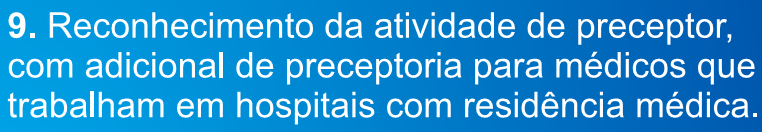 9. Reconhecimento da atividade de preceptor,
com adicional de preceptoria para médicos que
trabalham em hospitais com residência médica.